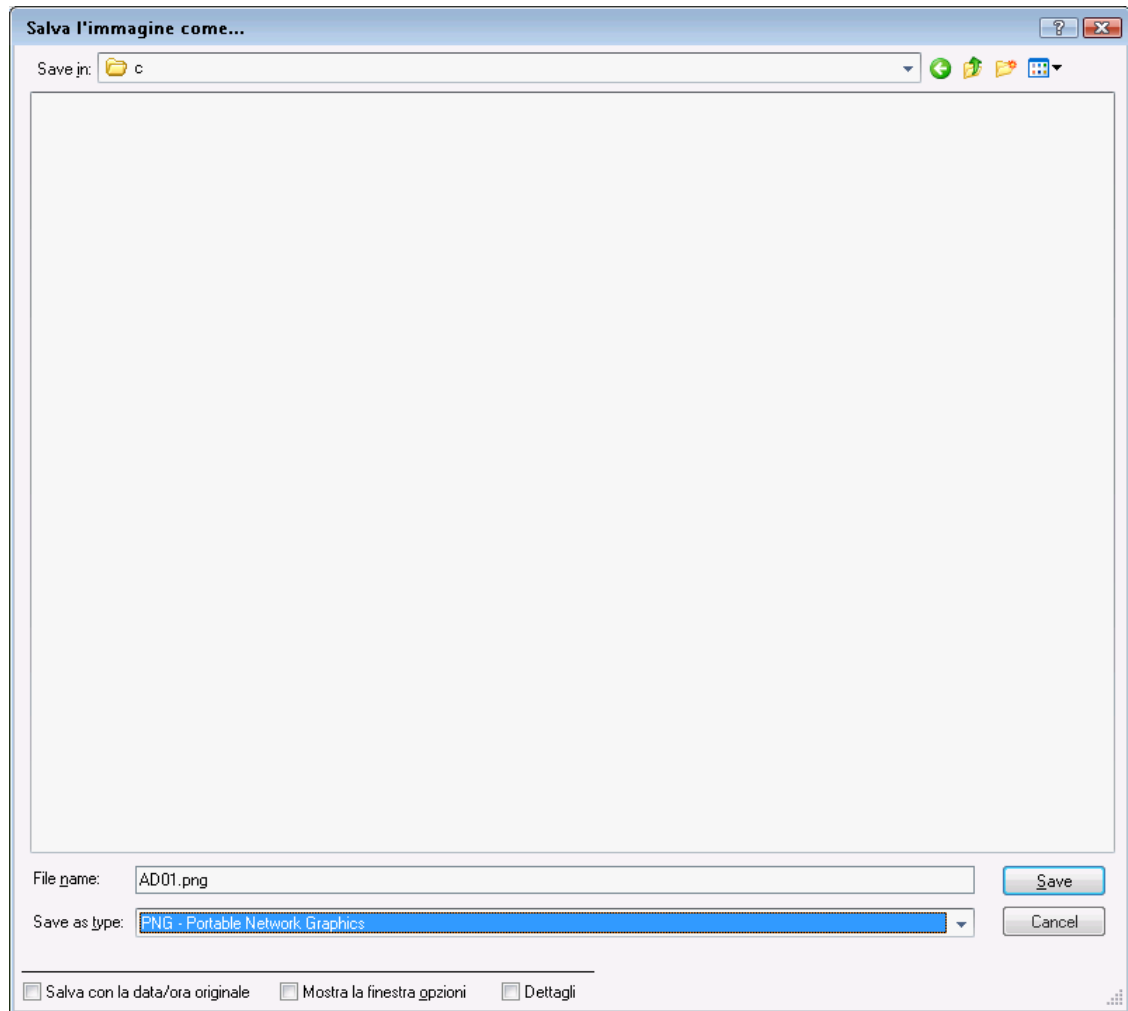 Salva l'immagine come...
Save in: c
File name: AD01.png
Save
Save as type: PNG - Portable Network Graphics
Cancel
Salva con la data/ora originale Mostra la finestra opzioni Dettagli